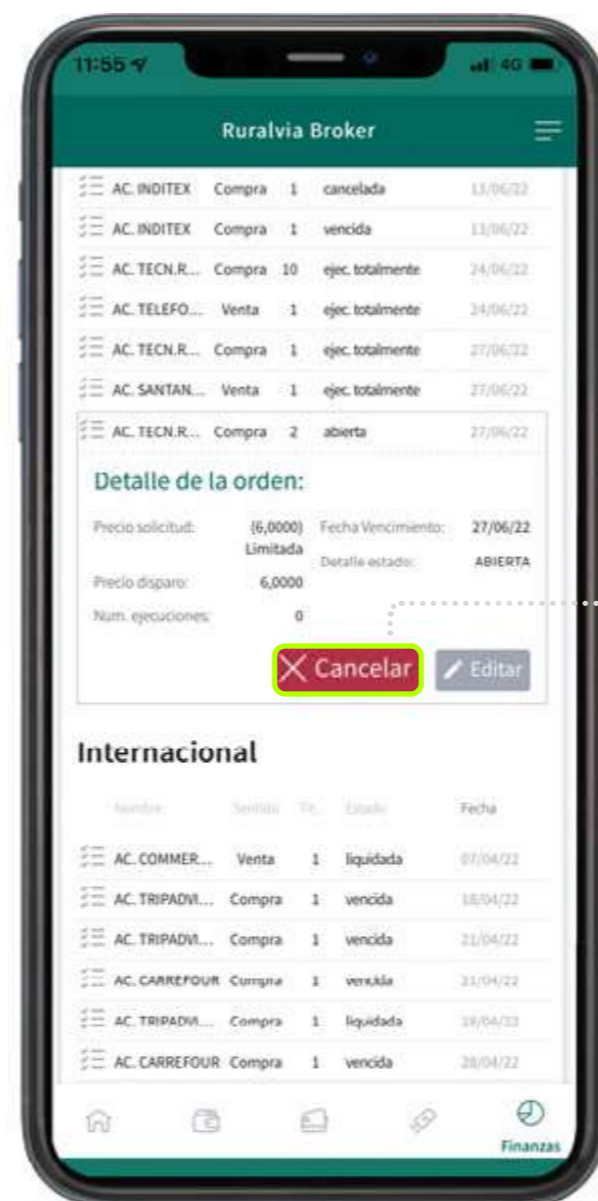 11:55 4G
Ruralvia Broker
AC. INDITEX Compra 1 cancelada 13/06/22
AC. INDITEX Compra 1 vencida 13/06/22
AC. TECN.R... Compra 10 ejec. totalmente 24/06/22
AC. TELEFO... Venta 1 ejec. totalmente 24/06/22
AC. TECN.R... Compra 1 ejec. totalmente 27/06/22
AC. SANTAN... Venta 1 ejec. totalmente 27/06/22
AC. TECN.R... Compra 2 abierta 27/06/22
Detalle de la orden:
Precio solicitud: (6,0000) Fecha Vencimiento: 27/06/22
Limitada
Detalle estado: ABIERTA
Precio disparo: 6,0000
Num. ejecuciones: 0
Cancelar Editar
Internacional
Nombre Sentido Tít. Estado Fecha
AC. COMMER... Venta 1 liquidada 07/04/22
AC. TRIPADVI... Compra 1 vencida 18/04/22
AC. TRIPADVI... Compra 1 vencida 21/04/22
AC. CARREFOUR Compra 1 vencida 21/04/22
AC. TRIPADVI... Compra 1 liquidada 28/04/22
AC. CARREFOUR Compra 1 vencida 28/04/22
Finanzas